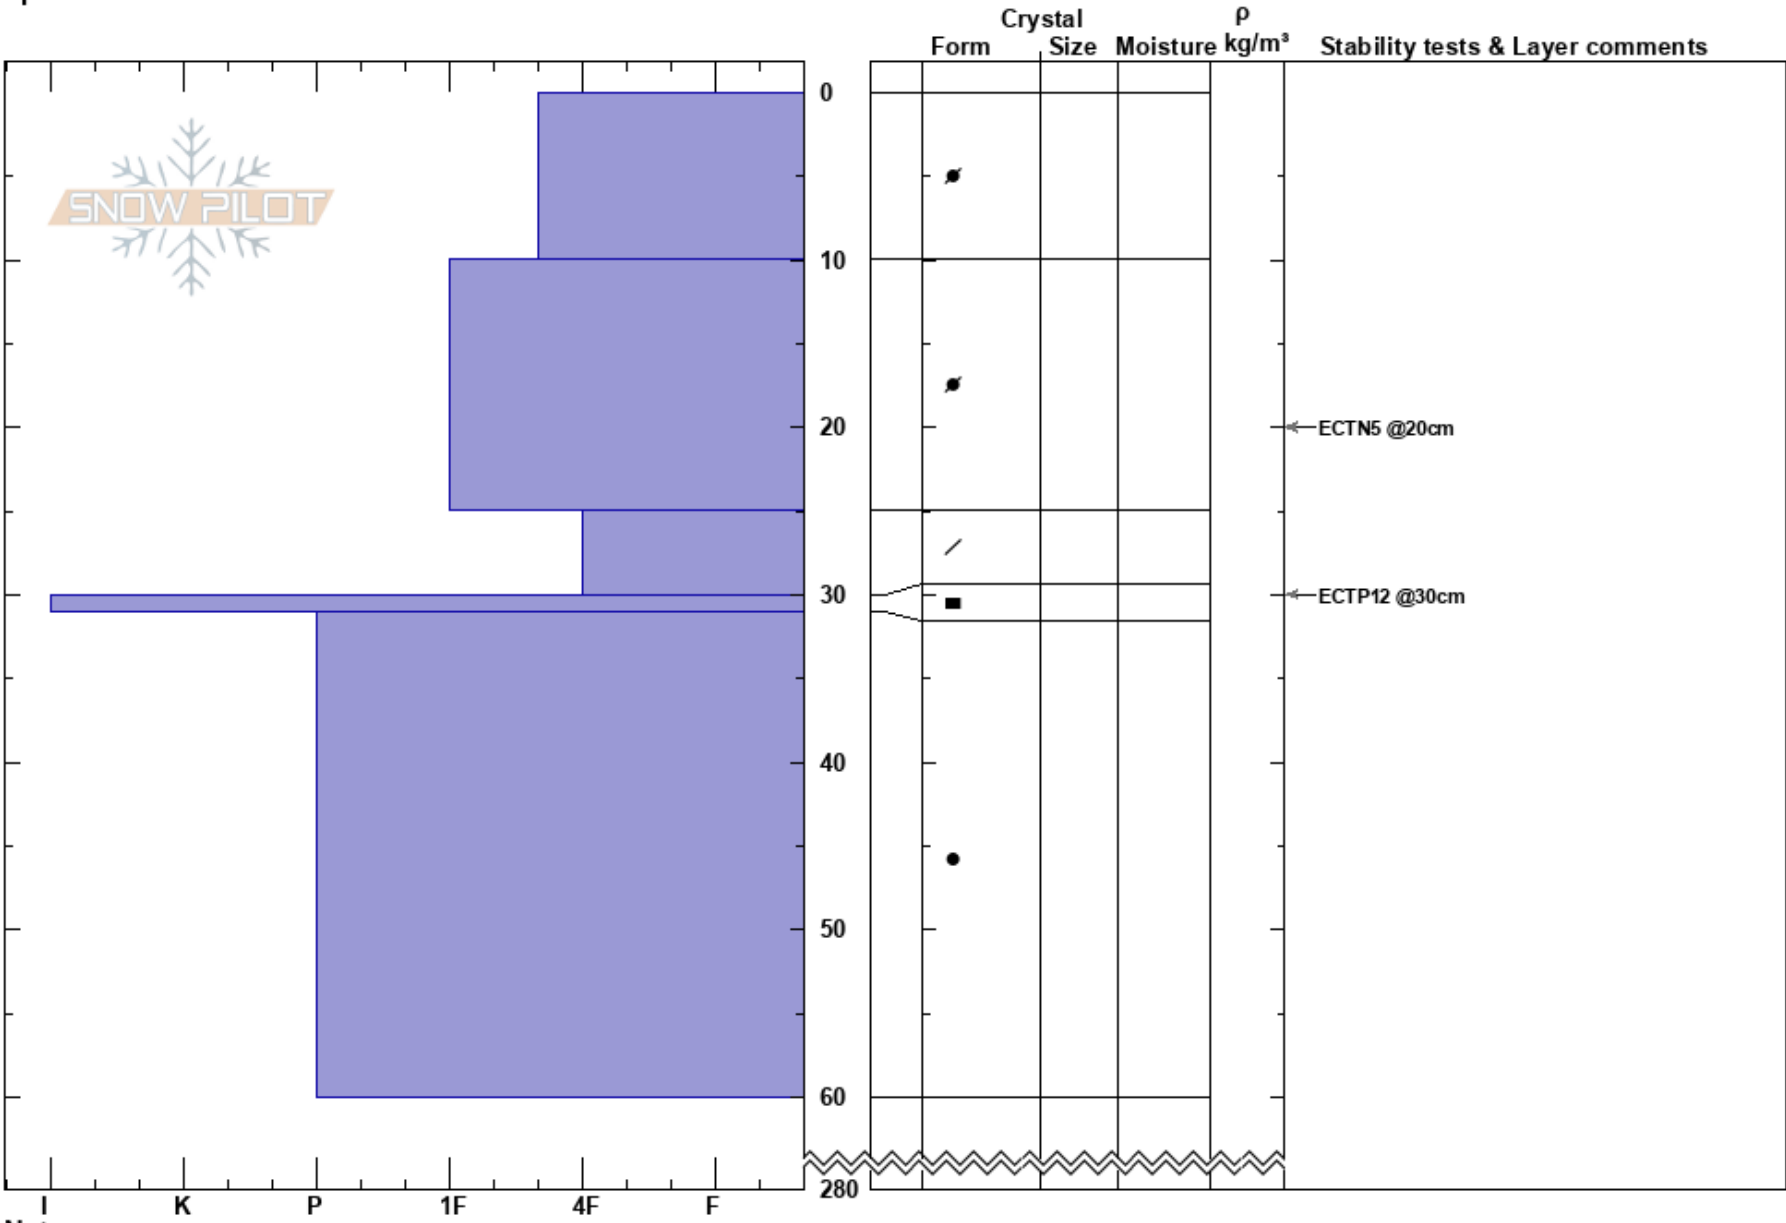 Crystal
ρ
Form Size Moisture kg/m³ Stability tests & Layer comments
0
SNOW PILOT
10
20
ECTN5 @20cm
30
ECTP12 @30cm
40
50
60
280
I K P 1F 4F F